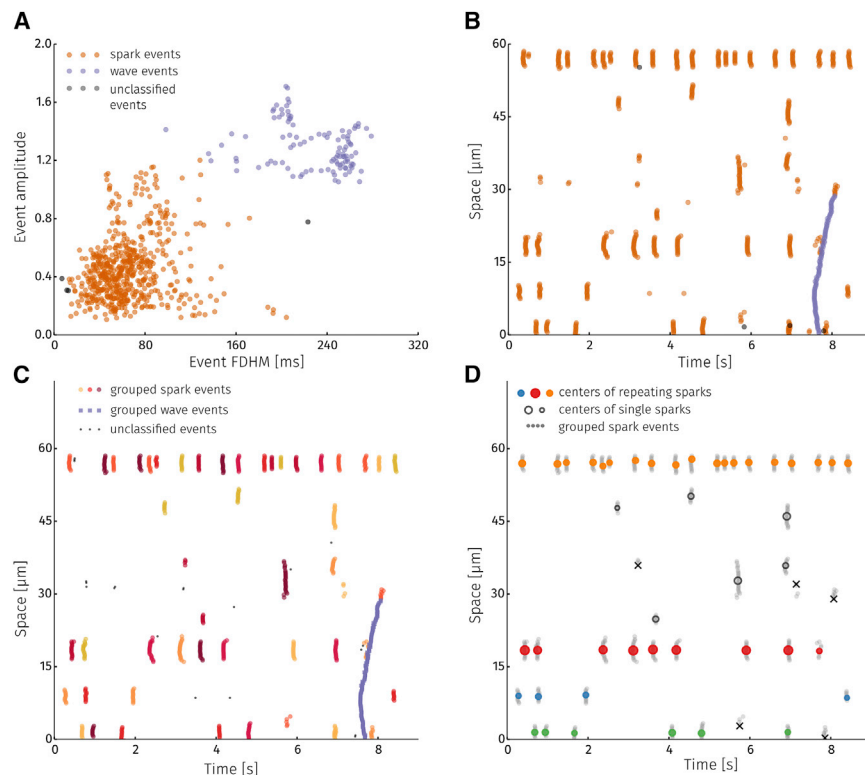 A
spark events
wave events
unclassified
events
2.0
1.6
1.2
0.8
0.4
0.0
0
80
160
240
320
Event amplitude
Event FDHM [ms]
B
60
45
30
15
0
0
2
4
6
8
Space [µm]
Time [s]
C
grouped spark events
grouped wave events
unclassified events
60
45
30
15
0
0
2
4
6
8
Space [µm]
Time [s]
D
centers of repeating sparks
centers of single sparks
grouped spark events
60
45
30
15
0
0
2
4
6
8
Space [µm]
Time [s]